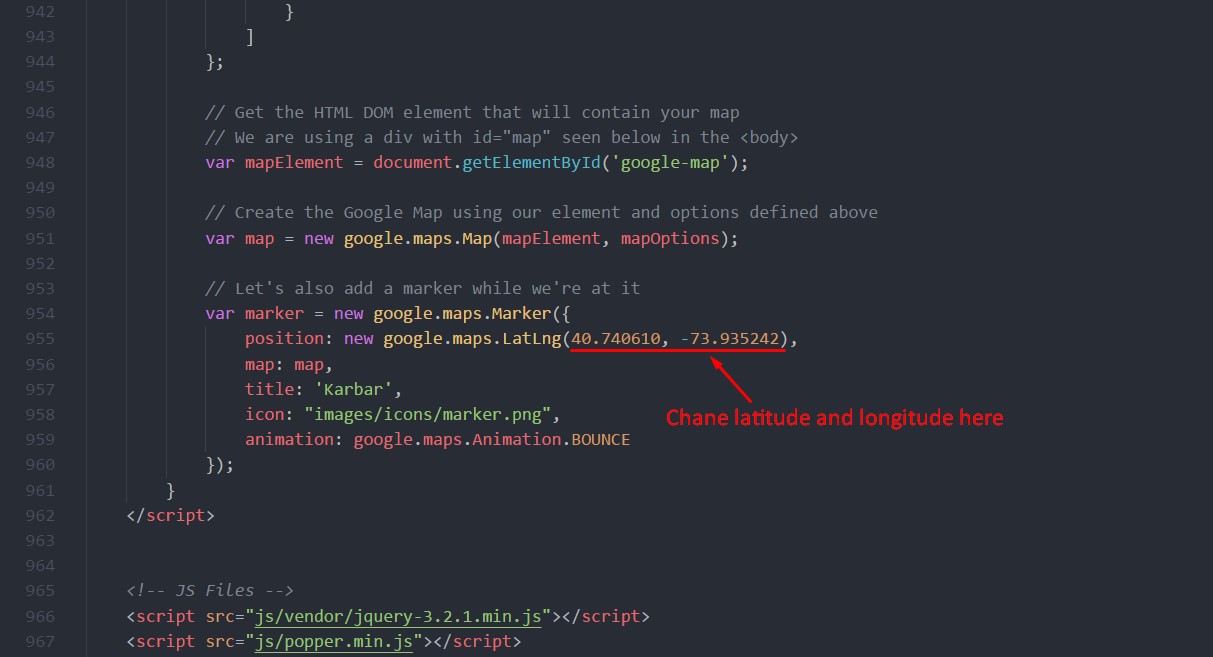 942 }
943 ]
944 };
945
946 // Get the HTML DOM element that will contain your map
947 // We are using a div with id="map" seen below in the <body>
948 var mapElement = document.getElementById('google-map');
949
950 // Create the Google Map using our element and options defined above
951 var map = new google.maps.Map(mapElement, mapOptions);
952
953 // Let's also add a marker while we're at it
954 var marker = new google.maps.Marker({
955 position: new google.maps.LatLng(40.740610, -73.935242),
956 map: map,
957 title: 'Karbar',
958 icon: "images/icons/marker.png",
Chane latitude and longitude here
959 animation: google.maps.Animation.BOUNCE
960 });
961 }
962 </script>
963
964
965 <!-- JS Files -->
966 <script src="js/vendor/jquery-3.2.1.min.js"></script>
967 <script src="js/popper.min.js"></script>